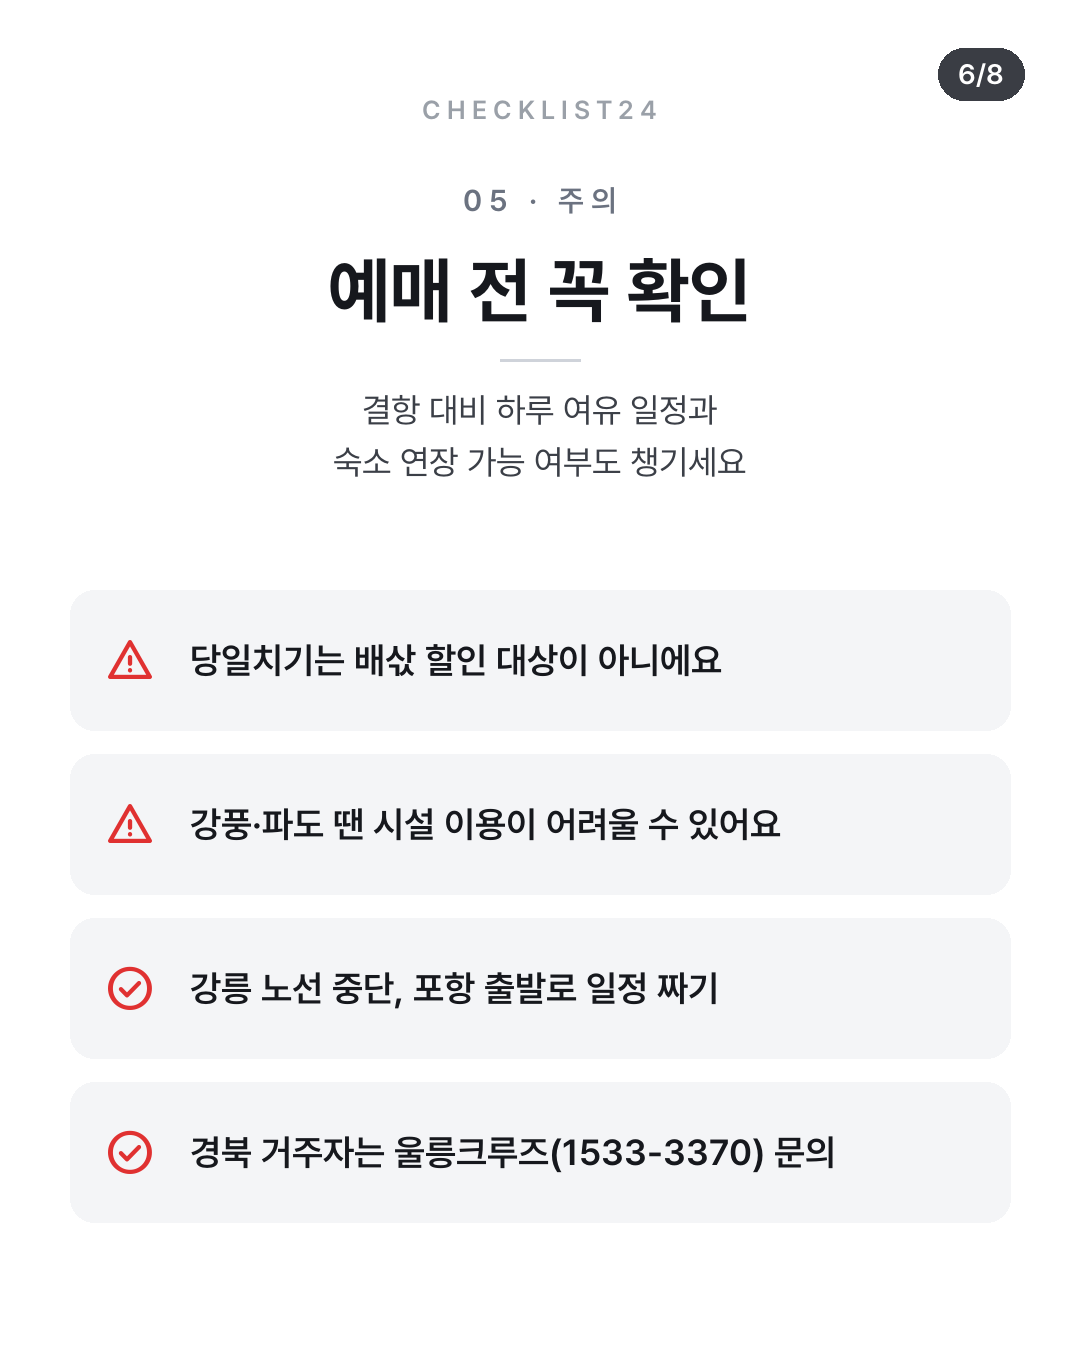 6/8
CHECKLIST24
05 · 주의
예매 전 꼭 확인
결항 대비 하루 여유 일정과
숙소 연장 가능 여부도 챙기세요
당일치기는 배삯 할인 대상이 아니에요
강풍·파도 땐 시설 이용이 어려울 수 있어요
강릉 노선 중단, 포항 출발로 일정 짜기
경북 거주자는 울릉크루즈(1533-3370) 문의